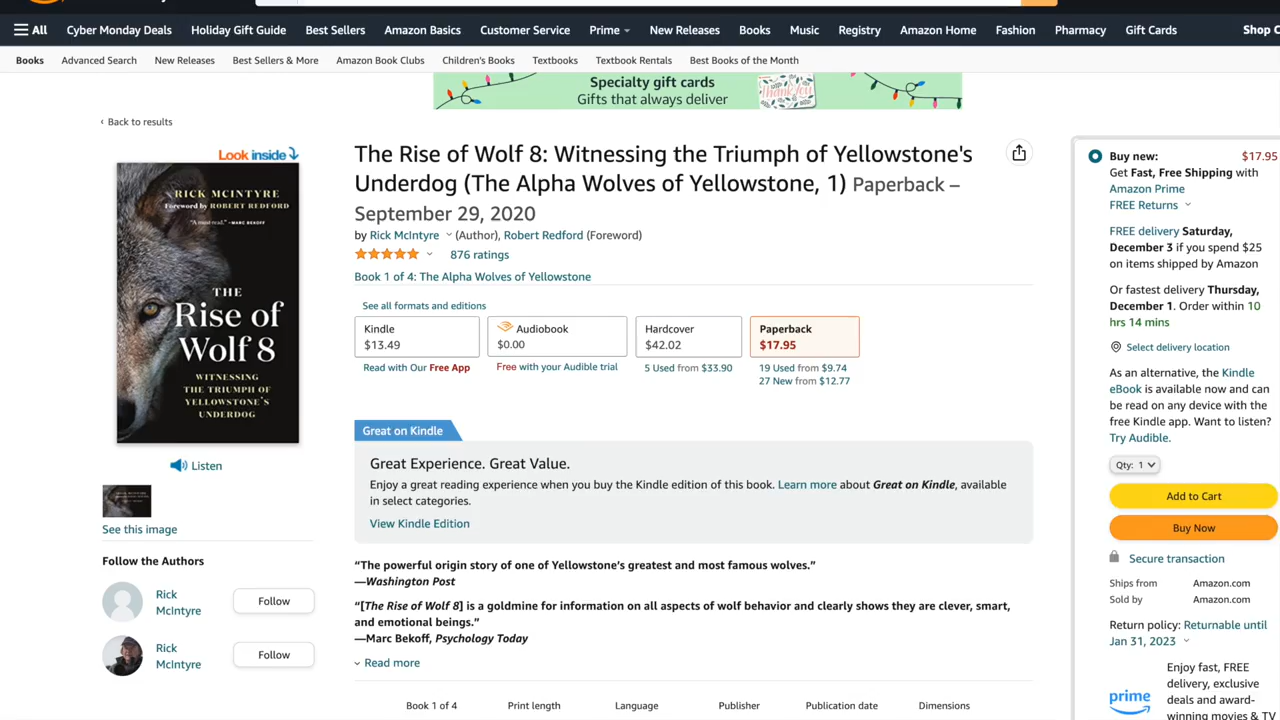 All Cyber Monday Deals Holiday Gift Guide Best Sellers Amazon Basics Customer Service Prime New Releases Books Music Registry Amazon Home Fashion Pharmacy Gift Cards Shop
Books Advanced Search New Releases Best Sellers & More Amazon Book Clubs Children's Books Textbooks Textbook Rentals Best Books of the Month
Specialty gift cards
Gifts that always deliver
Thank you
‹ Back to results
Look inside
RICK MCINTYRE
Foreword by ROBERT REDFORD
"A must read." —MARC BEKOFF
THE
Rise of
Wolf 8
WITNESSING
THE TRIUMPH OF
YELLOWSTONE'S
UNDERDOG
Listen
See this image
Follow the Authors
Rick
McIntyre
Follow
Rick
McIntyre
Follow
The Rise of Wolf 8: Witnessing the Triumph of Yellowstone's
Underdog (The Alpha Wolves of Yellowstone, 1) Paperback –
September 29, 2020
by Rick McIntyre (Author), Robert Redford (Foreword)
876 ratings
Book 1 of 4: The Alpha Wolves of Yellowstone
See all formats and editions
Kindle
$13.49
Read with Our Free App
Audiobook
$0.00
Free with your Audible trial
Hardcover
$42.02
5 Used from $33.90
Paperback
$17.95
19 Used from $9.74
27 New from $12.77
Great on Kindle
Great Experience. Great Value.
Enjoy a great reading experience when you buy the Kindle edition of this book. Learn more about Great on Kindle, available
in select categories.
View Kindle Edition
“The powerful origin story of one of Yellowstone’s greatest and most famous wolves.”
—Washington Post
“[The Rise of Wolf 8] is a goldmine for information on all aspects of wolf behavior and clearly shows they are clever, smart,
and emotional beings.”
—Marc Bekoff, Psychology Today
Read more
Book 1 of 4 Print length Language Publisher Publication date Dimensions
Buy new: $17.95
Get Fast, Free Shipping with
Amazon Prime
FREE Returns
FREE delivery Saturday,
December 3 if you spend $25
on items shipped by Amazon
Or fastest delivery Thursday,
December 1. Order within 10
hrs 14 mins
Select delivery location
As an alternative, the Kindle
eBook is available now and can
be read on any device with the
free Kindle app. Want to listen?
Try Audible.
Qty: 1
Add to Cart
Buy Now
Secure transaction
Ships from Amazon.com
Sold by Amazon.com
Return policy: Returnable until
Jan 31, 2023
prime
Enjoy fast, FREE
delivery, exclusive
deals and award-
winning movies & TV